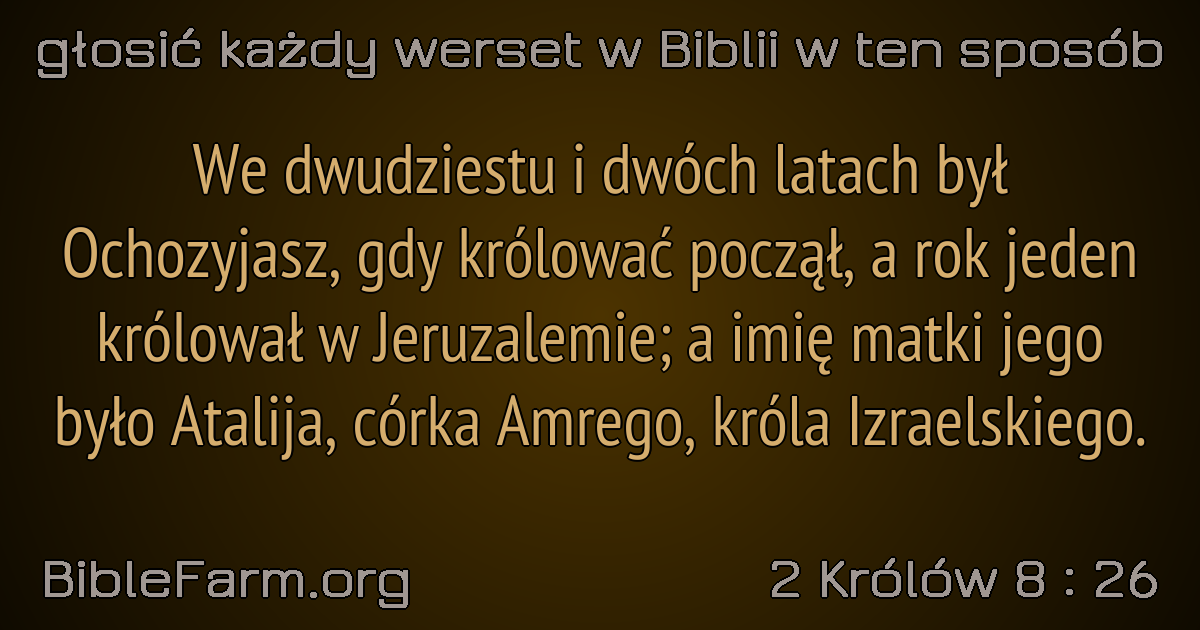 głosić każdy werset w Biblii w ten sposób
We dwudziestu i dwóch latach był
Ochozyjasz, gdy królować począł, a rok jeden
królował w Jeruzalemie; a imię matki jego
było Atalija, córka Amrego, króla Izraelskiego.
BibleFarm.org
2 Królów 8 : 26